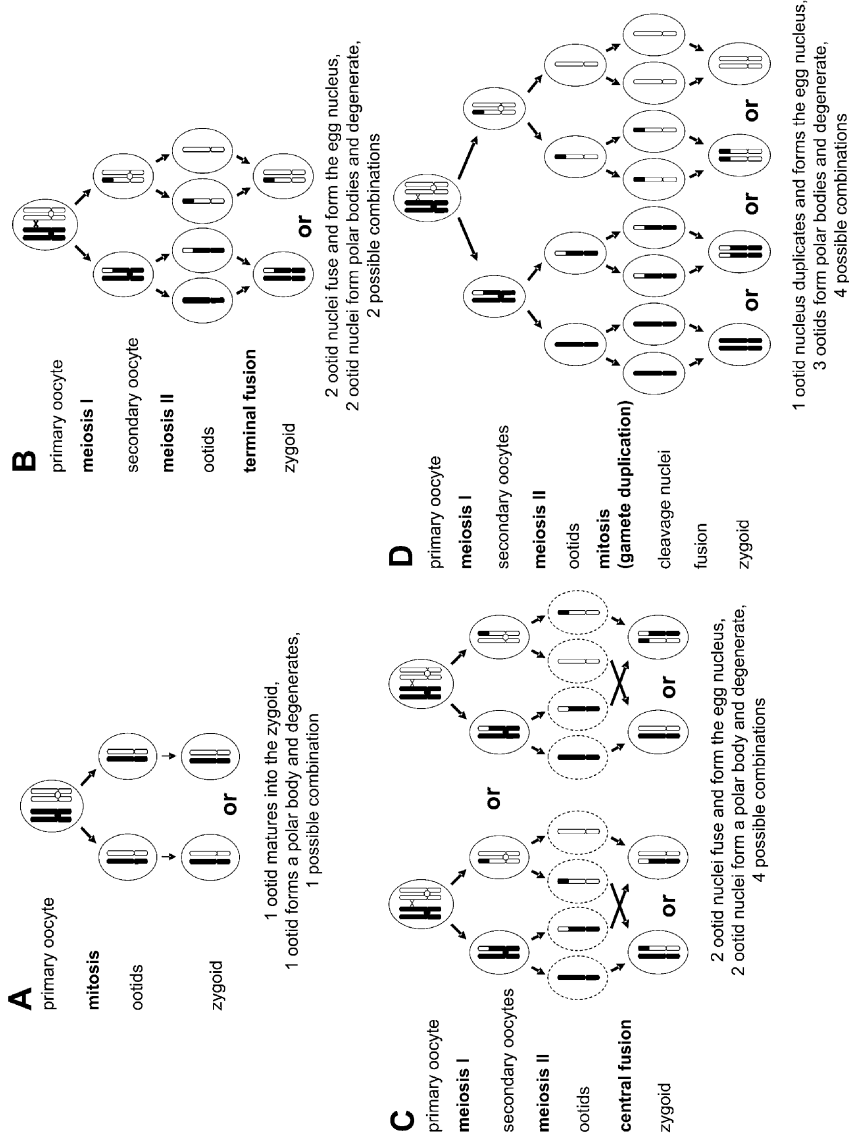 A
primary oocyte
mitosis
ootids
zygoid
or
1 ootid matures into the zygoid,
1 ootid forms a polar body and degenerates,
1 possible combination
B
primary oocyte
meiosis I
secondary oocyte
meiosis II
ootids
terminal fusion
zygoid
or
2 ootid nuclei fuse and form the egg nucleus,
2 ootid nuclei form polar bodies and degenerate,
2 possible combinations
C
primary oocyte
meiosis I
secondary oocytes
meiosis II
ootids
central fusion
zygoid
or
or
or
2 ootid nuclei fuse and form the egg nucleus,
2 ootid nuclei form a polar body and degenerate,
4 possible combinations
D
primary oocyte
meiosis I
secondary oocytes
meiosis II
ootids
mitosis
(gamete duplication)
cleavage nuclei
fusion
zygoid
or
or
or
1 ootid nucleus duplicates and forms the egg nucleus,
3 ootids form polar bodies and degenerate,
4 possible combinations